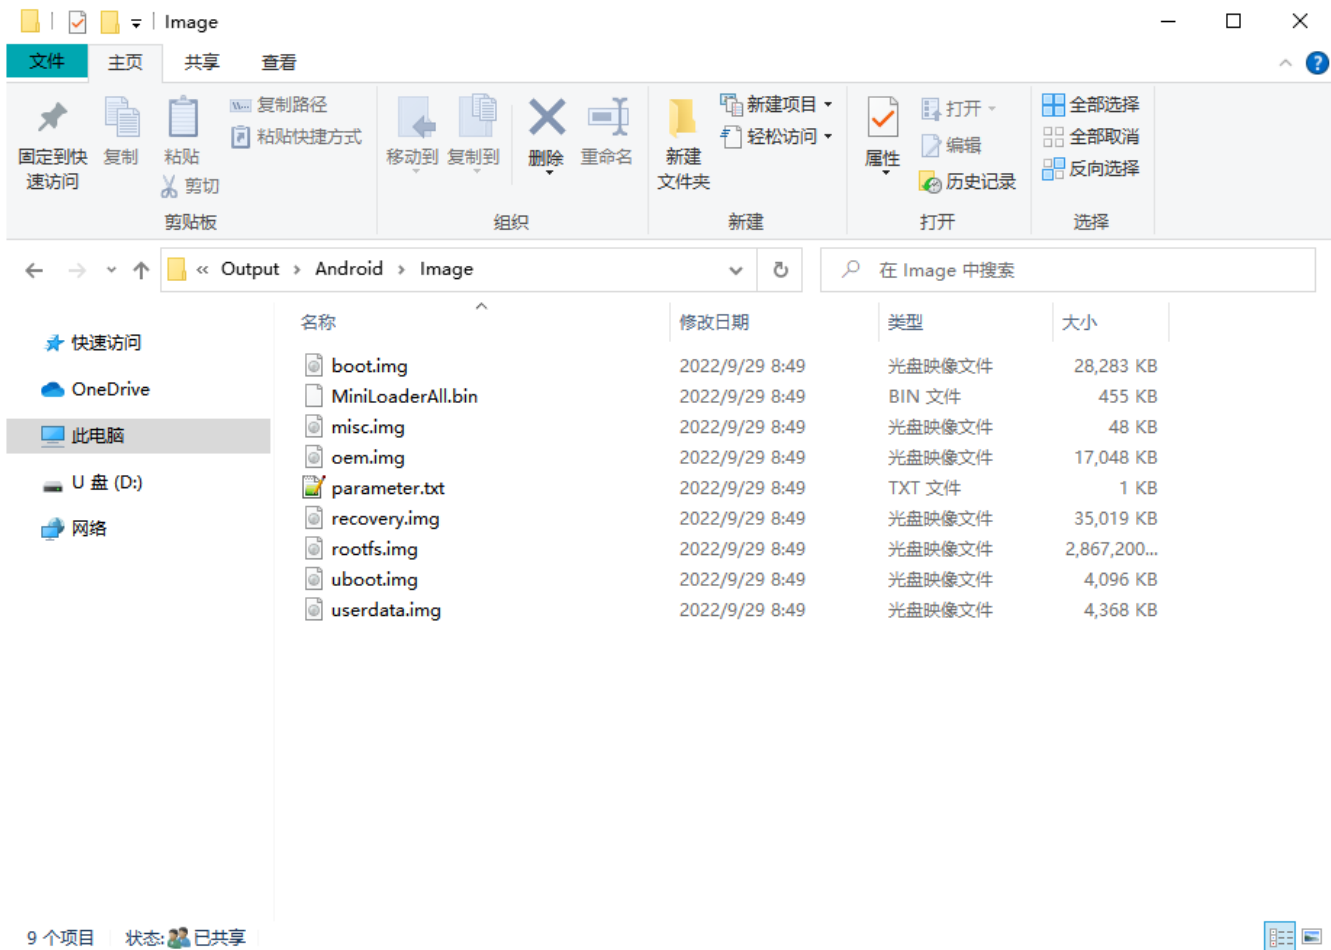 Image
文件 主页 共享 查看
固定到快
速访问
复制
粘贴
复制路径
粘贴快捷方式
剪切
剪贴板
移动到
复制到
删除
重命名
组织
新建
文件夹
新建项目
轻松访问
新建
属性
打开
编辑
历史记录
打开
全部选择
全部取消
反向选择
选择
« Output › Android › Image
在 Image 中搜索
快速访问
OneDrive
此电脑
U 盘 (D:)
网络
名称 修改日期 类型 大小
boot.img 2022/9/29 8:49 光盘映像文件 28,283 KB
MiniLoaderAll.bin 2022/9/29 8:49 BIN 文件 455 KB
misc.img 2022/9/29 8:49 光盘映像文件 48 KB
oem.img 2022/9/29 8:49 光盘映像文件 17,048 KB
parameter.txt 2022/9/29 8:49 TXT 文件 1 KB
recovery.img 2022/9/29 8:49 光盘映像文件 35,019 KB
rootfs.img 2022/9/29 8:49 光盘映像文件 2,867,200...
uboot.img 2022/9/29 8:49 光盘映像文件 4,096 KB
userdata.img 2022/9/29 8:49 光盘映像文件 4,368 KB
9 个项目 状态: 已共享